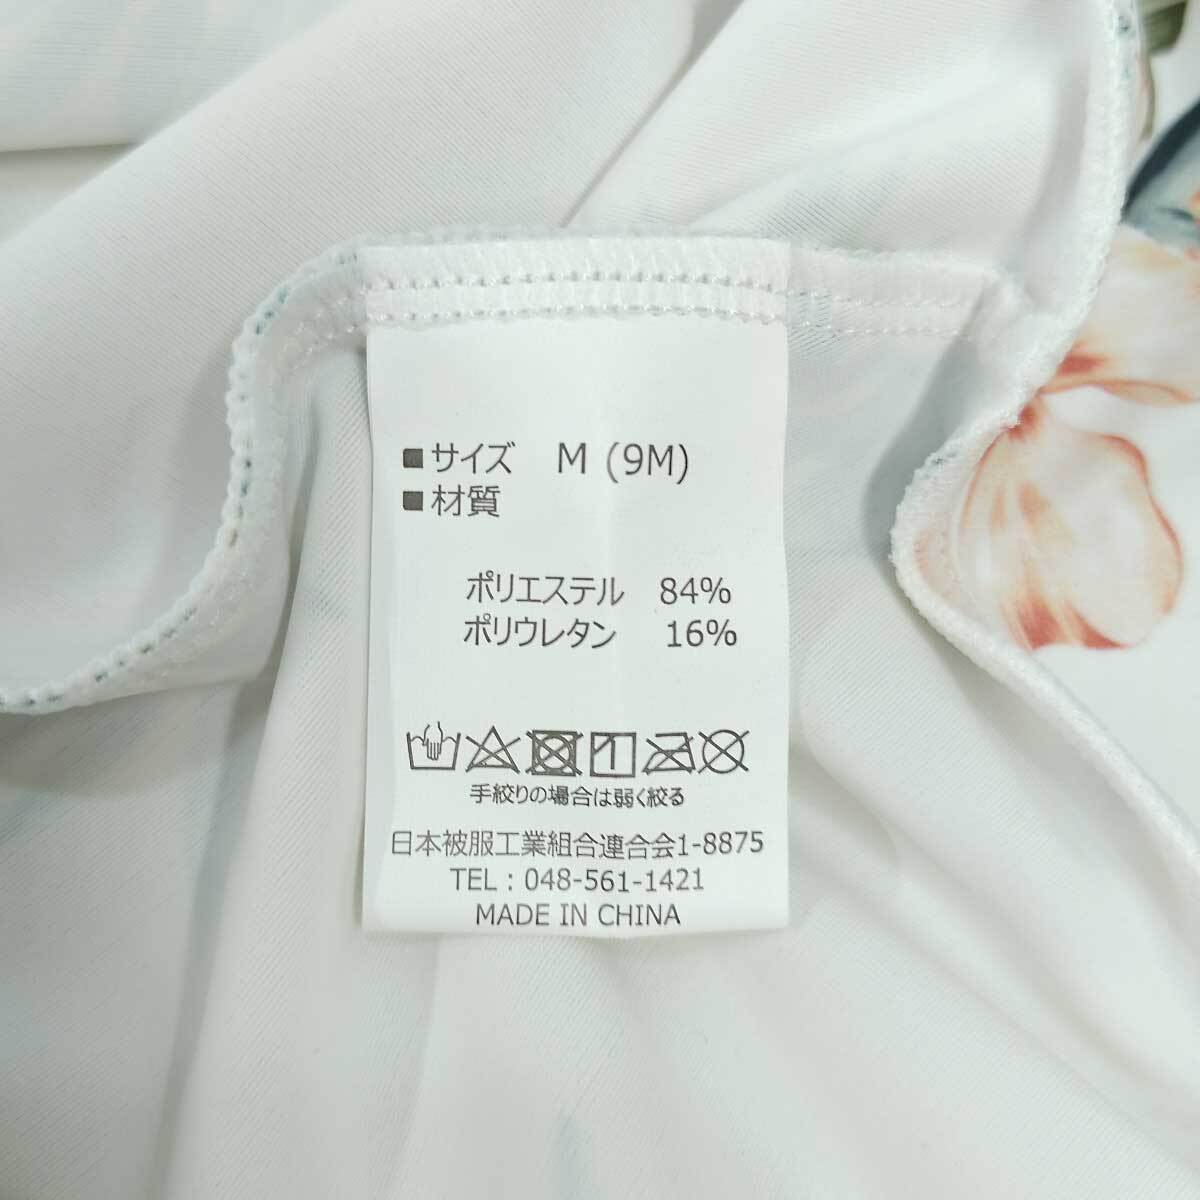 ■サイズ M (9M)
■材質
ポリエステル 84%
ポリウレタン 16%
手絞りの場合は弱く絞る
日本被服工業組合連合会1-8875
TEL : 048-561-1421
MADE IN CHINA